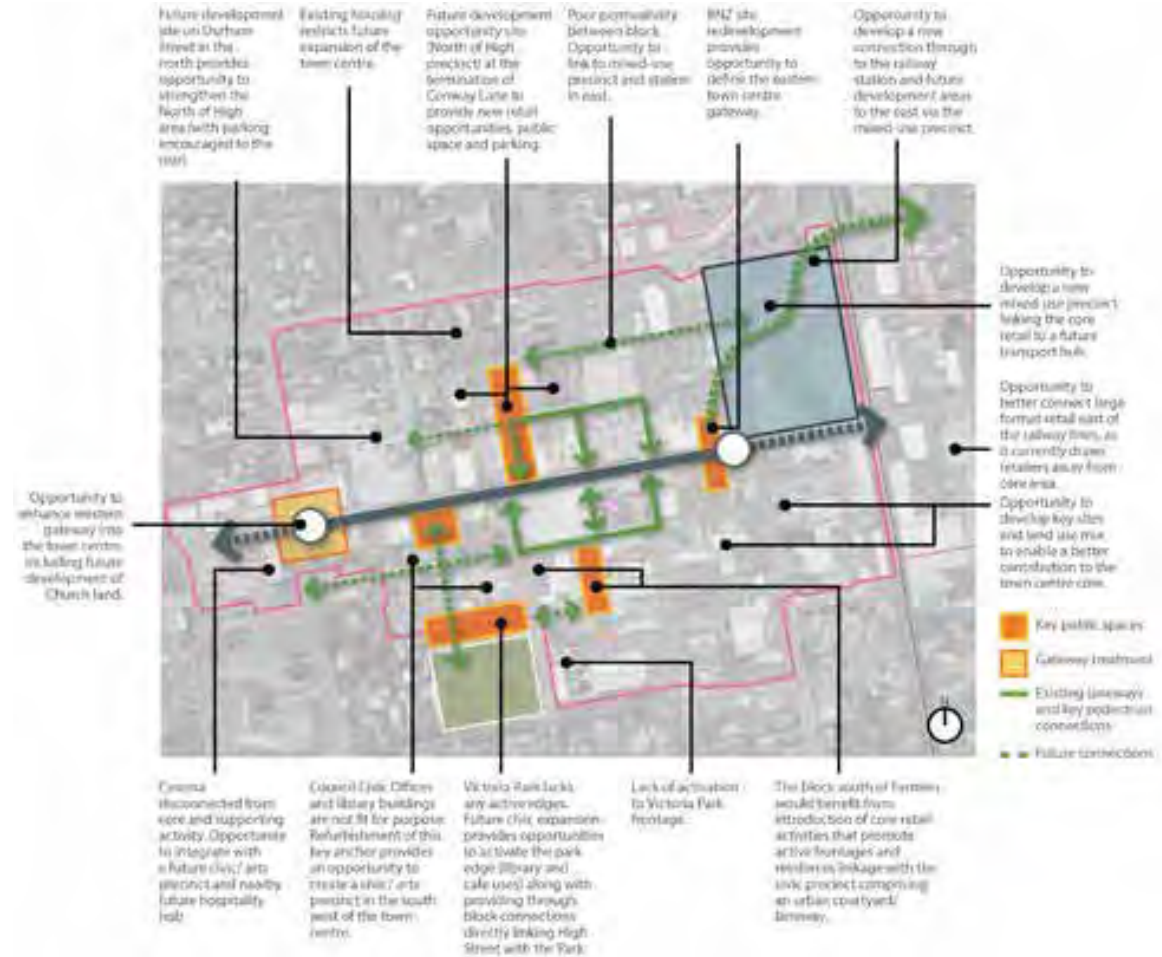 Future development
site on Durham
Street in the
north provides
opportunity to
strengthen the
North of High
area (with parking
encouraged to the
rear)
Existing housing
restricts future
expansion of the
town centre.
Future development
opportunity site
(North of High
precinct) at the
termination of
Conway Lane to
provide new retail
opportunities, public
space and parking.
Poor permeability
between block.
Opportunity to
link to mixed-use
precinct and station
in east.
BNZ site
redevelopment
provides
opportunity to
define the eastern
town centre
gateway.
Opportunity to
develop a new
connection through
to the railway
station and future
development areas
to the east via the
mixed-use precinct.
Opportunity to
develop a new
mixed use precinct
linking the core
retail to a future
transport hub.
Opportunity to
better connect large
format retail east of
the railway lines, as
it currently draws
retailers away from
core area.
Opportunity to
develop key sites
and land use mix
to enable a better
contribution to the
town centre core.
Opportunity to
enhance western
gateway into
the town centre
including future
development of
Church land.
Key public spaces
Gateway treatment
Existing laneways
and key pedestrian
connections
Future connections
Cinema
disconnected from
core and supporting
activity. Opportunity
to integrate with
a future civic / arts
precinct and nearby
future hospitality
hub
Council Civic Offices
and library buildings
are not fit for purpose.
Refurbishment of this
key anchor provides
an opportunity to
create a civic / arts
precinct in the south
west of the town
centre.
Victoria Park lacks
any active edges.
Future civic expansion
provides opportunities
to activate the park
edge (library and
cafe uses) along with
providing through
block connections
directly linking High
Street with the Park
Lack of activation
to Victoria Park
frontage.
The block south of Farmers
would benefit from
introduction of core retail
activities that promote
active frontages and
reinforces linkage with the
civic precinct comprising
an urban courtyard/
laneway.